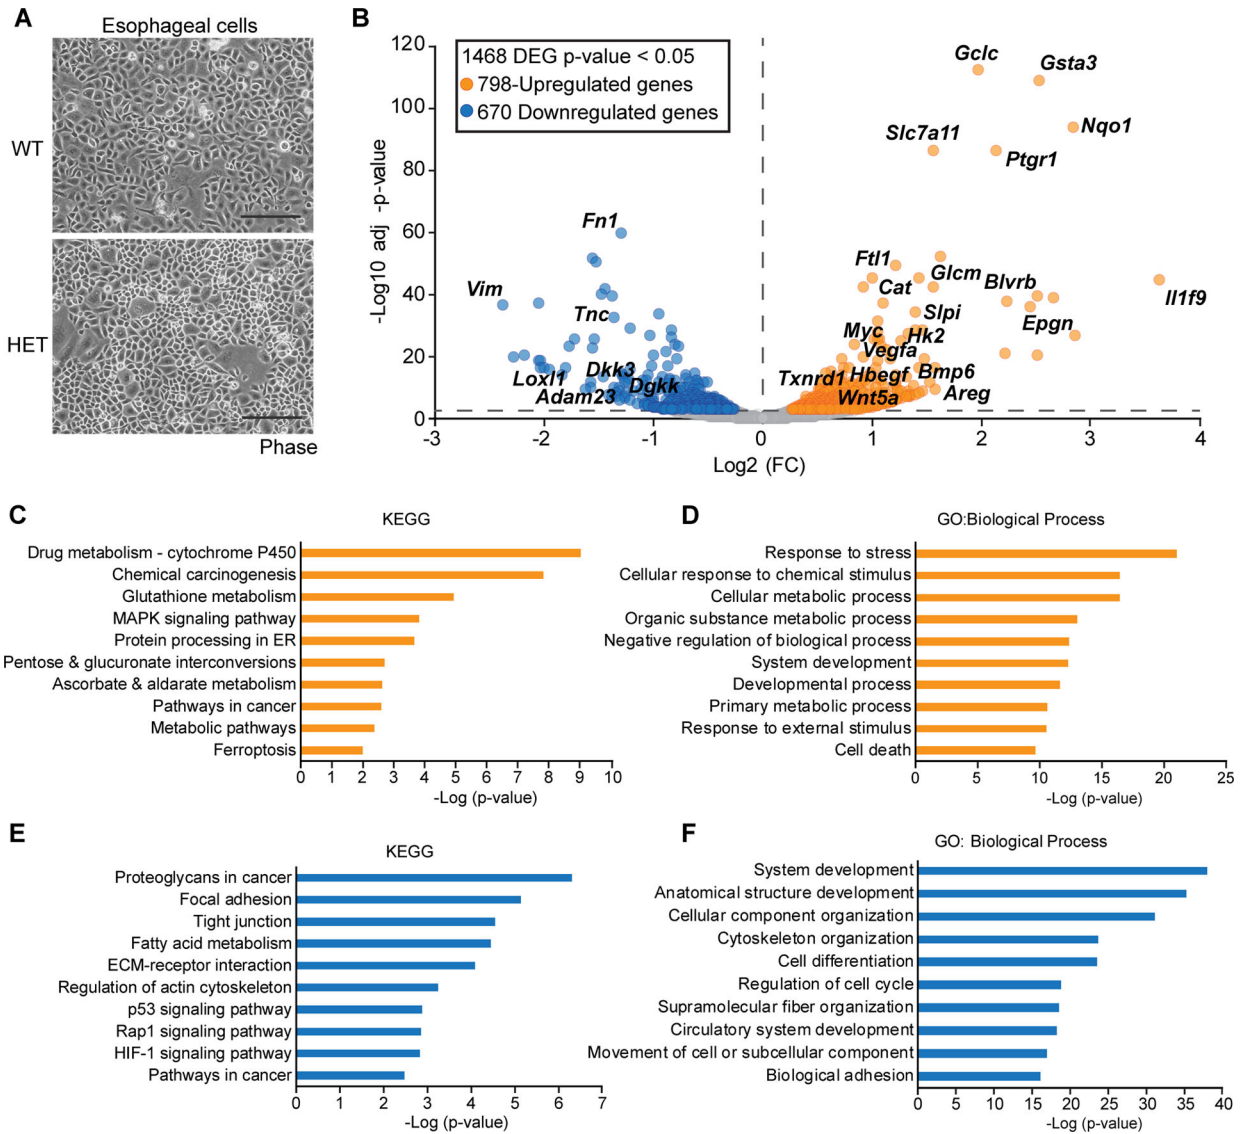 A
Esophageal cells
WT
HET
Phase
B
1468 DEG p-value < 0.05
798-Upregulated genes
670 Downregulated genes
-Log10 adj -p-value
120
100
80
60
40
20
0
-3
-2
-1
0
1
2
3
4
Log2 (FC)
Gclc
Gsta3
Nqo1
Slc7a11
Ptgr1
Fn1
Ftl1
Glcm
Blvrb
Vim
Cat
Il1f9
Tnc
Slpi
Epgn
Myc
Hk2
Vegfa
Loxl1
Dkk3
Txnrd1
Hbegf
Bmp6
Adam23
Dgkk
Wnt5a
Areg
C
KEGG
Drug metabolism - cytochrome P450
Chemical carcinogenesis
Glutathione metabolism
MAPK signaling pathway
Protein processing in ER
Pentose & glucuronate interconversions
Ascorbate & aldarate metabolism
Pathways in cancer
Metabolic pathways
Ferroptosis
0 1 2 3 4 5 6 7 8 9 10
-Log (p-value)
D
GO:Biological Process
Response to stress
Cellular response to chemical stimulus
Cellular metabolic process
Organic substance metabolic process
Negative regulation of biological process
System development
Developmental process
Primary metabolic process
Response to external stimulus
Cell death
0 5 10 15 20 25
-Log (p-value)
E
KEGG
Proteoglycans in cancer
Focal adhesion
Tight junction
Fatty acid metabolism
ECM-receptor interaction
Regulation of actin cytoskeleton
p53 signaling pathway
Rap1 signaling pathway
HIF-1 signaling pathway
Pathways in cancer
0 1 2 3 4 5 6 7
-Log (p-value)
F
GO: Biological Process
System development
Anatomical structure development
Cellular component organization
Cytoskeleton organization
Cell differentiation
Regulation of cell cycle
Supramolecular fiber organization
Circulatory system development
Movement of cell or subcellular component
Biological adhesion
0 5 10 15 20 25 30 35 40
-Log (p-value)